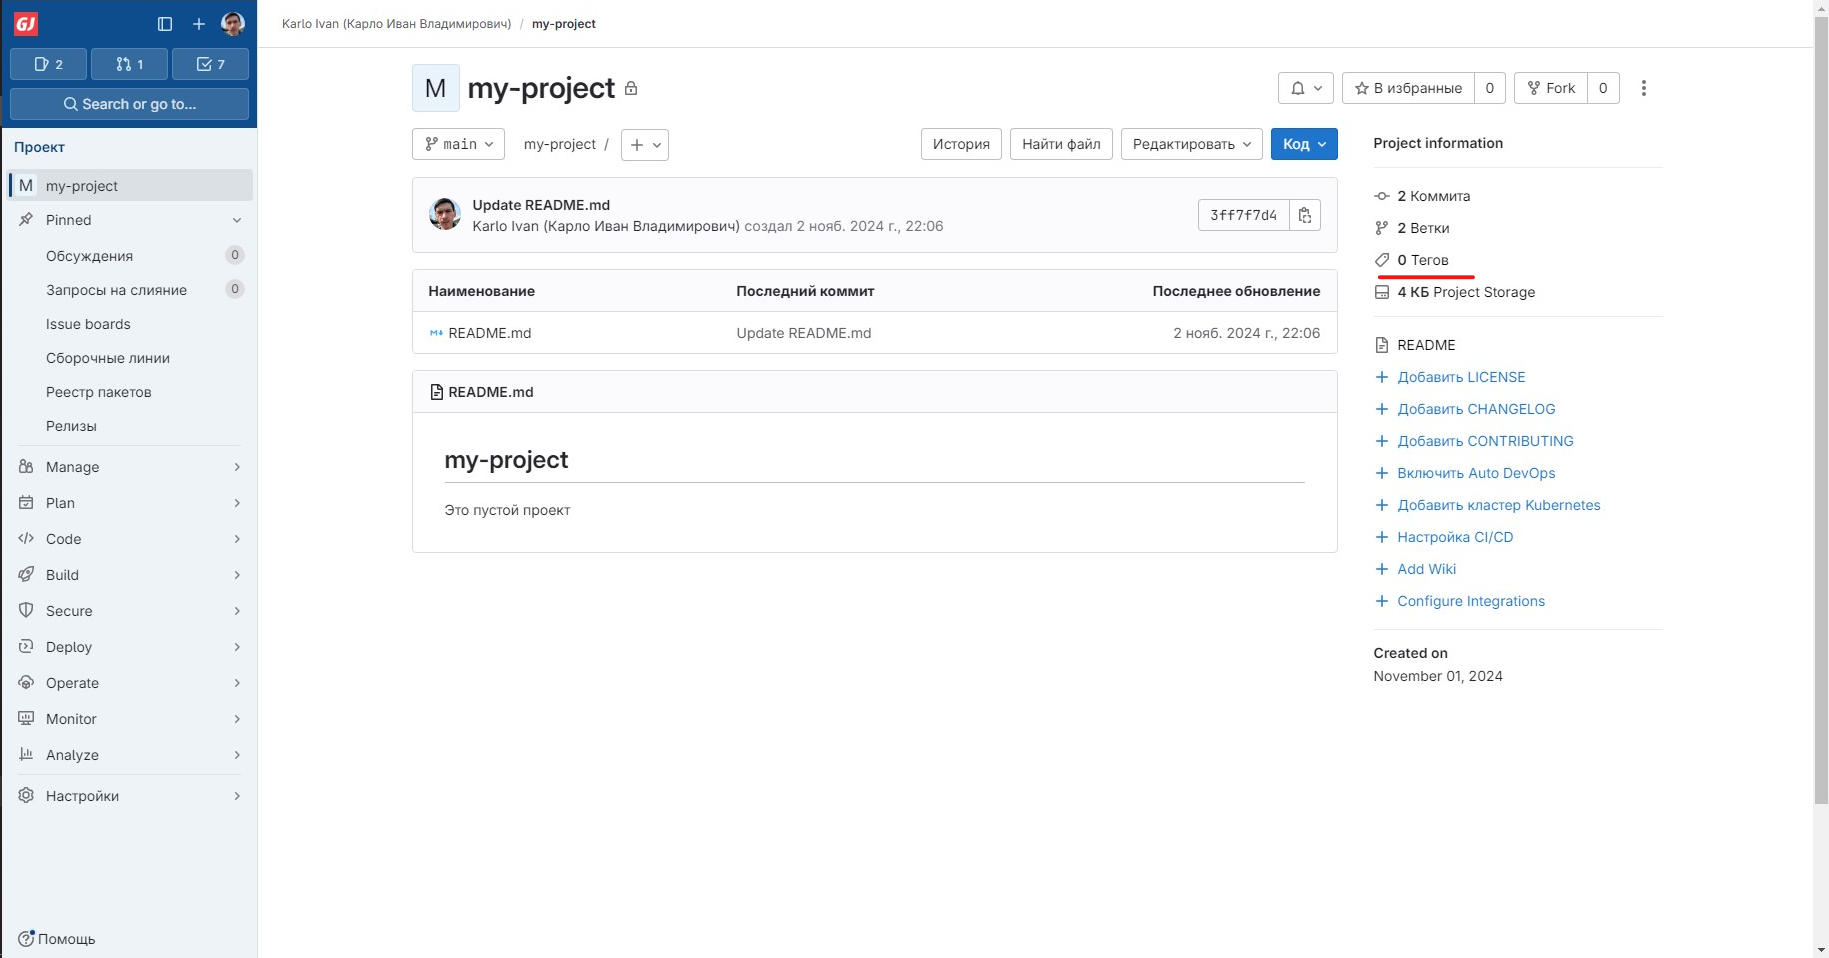 GJ
Karlo Ivan (Карло Иван Владимирович) / my-project
2
1
7
Search or go to...
Проект
M my-project
Pinned
Обсуждения 0
Запросы на слияние 0
Issue boards
Сборочные линии
Реестр пакетов
Релизы
Manage
Plan
Code
Build
Secure
Deploy
Operate
Monitor
Analyze
Настройки
Помощь
M my-project
В избранные 0
Fork 0
main
my-project / +
История
Найти файл
Редактировать
Код
Update README.md
Karlo Ivan (Карло Иван Владимирович) создал 2 нояб. 2024 г., 22:06
3ff7f7d4
Наименование Последний коммит Последнее обновление
README.md Update README.md 2 нояб. 2024 г., 22:06
README.md
my-project
Это пустой проект
Project information
2 Коммита
2 Ветки
0 Тегов
4 КБ Project Storage
README
+ Добавить LICENSE
+ Добавить CHANGELOG
+ Добавить CONTRIBUTING
+ Включить Auto DevOps
+ Добавить кластер Kubernetes
+ Настройка CI/CD
+ Add Wiki
+ Configure Integrations
Created on
November 01, 2024